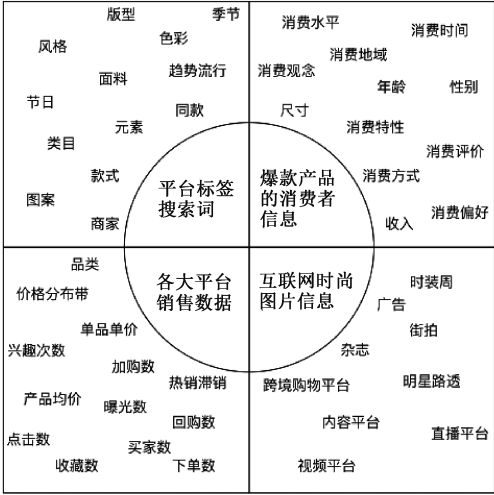 版型
季节
风格
色彩
面料
趋势流行
节日
同款
元素
类目
款式
图案
商家
平台标签
搜索词
消费水平
消费时间
消费地域
消费观念
年龄
性别
尺寸
消费特性
消费评价
消费方式
消费偏好
收入
爆款产品
的消费者
信息
各大平台
销售数据
品类
价格分布带
单品单价
兴趣次数
加购数
热销滞销
产品均价
曝光数
回购数
点击数
买家数
收藏数
下单数
互联网时尚
图片信息
时装周
广告
街拍
杂志
跨境购物平台
明星路透
内容平台
直播平台
视频平台